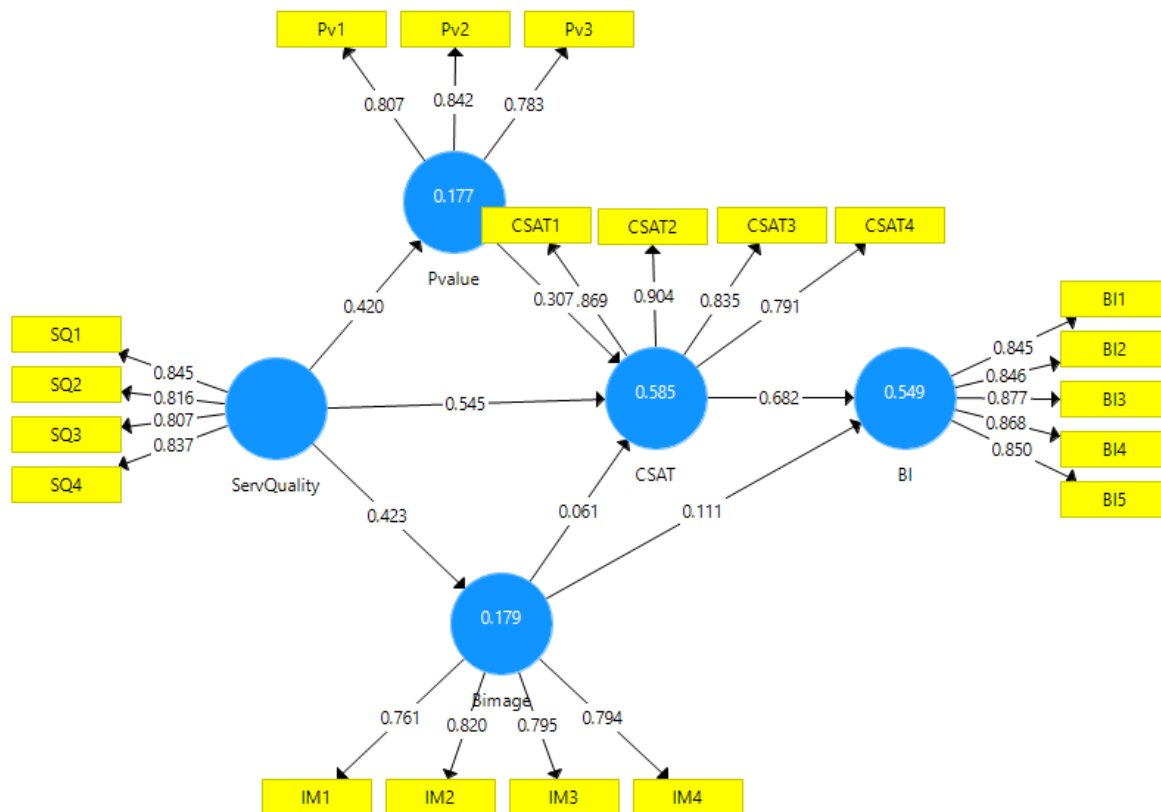 Pv1 Pv2 Pv3
0.807 0.842 0.783
0.177
CSAT1 CSAT2 CSAT3 CSAT4
Pvalue
0.307 .869 0.904 0.835 0.791
0.420
SQ1
SQ2
SQ3
SQ4
0.845
0.816
0.807
0.837
ServQuality
0.545
0.585
CSAT
0.682
0.549
BI
BI1
BI2
BI3
BI4
BI5
0.845
0.846
0.877
0.868
0.850
0.423
0.061
0.111
0.179
Bimage
0.761 0.820 0.795 0.794
IM1 IM2 IM3 IM4